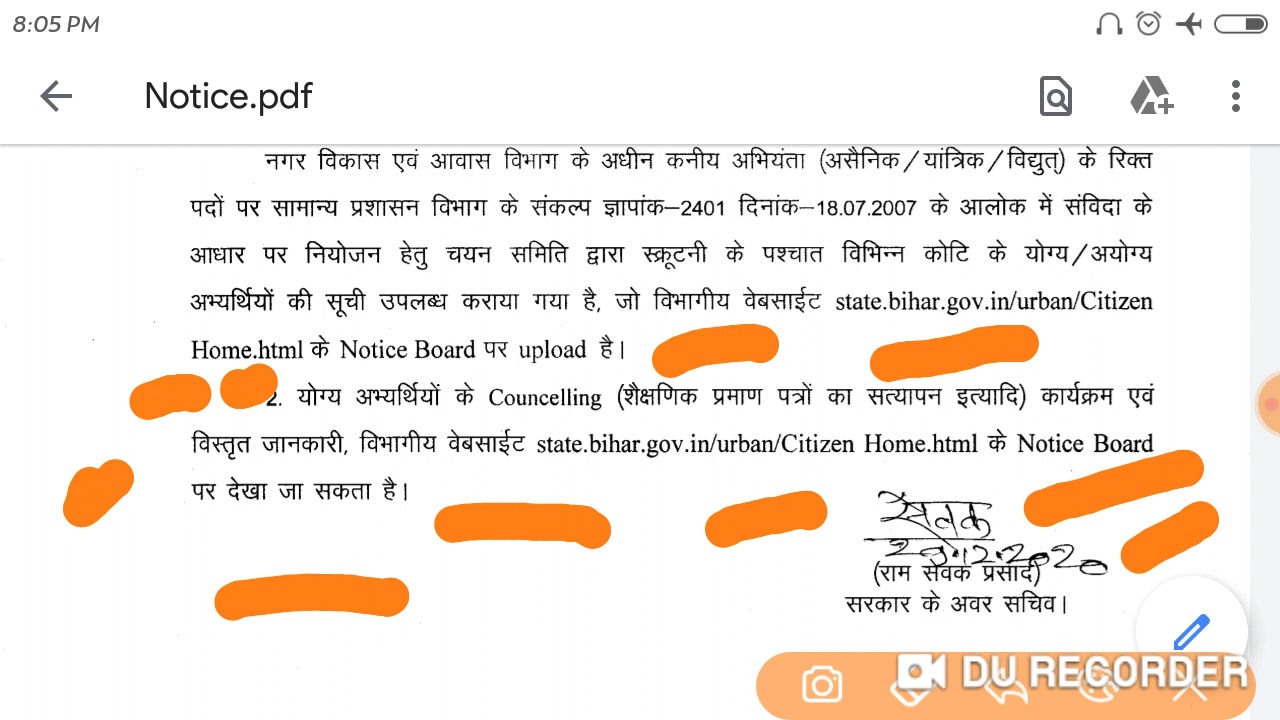 8:05 PM
Notice.pdf
नगर विकास एवं आवास विभाग के अधीन कनीय अभियंता (असैनिक/यांत्रिक/विद्युत्) के रिक्त
पदों पर सामान्य प्रशासन विभाग के संकल्प ज्ञापांक–2401 दिनांक–18.07.2007 के आलोक में संविदा के
आधार पर नियोजन हेतु चयन समिति द्वारा स्क्रूटनी के पश्चात विभिन्न कोटि के योग्य/अयोग्य
अभ्यर्थियों की सूची उपलब्ध कराया गया है, जो विभागीय वेबसाईट state.bihar.gov.in/urban/Citizen
Home.html के Notice Board पर upload है।
2. योग्य अभ्यर्थियों के Councelling (शैक्षणिक प्रमाण पत्रों का सत्यापन इत्यादि) कार्यक्रम एवं
विस्तृत जानकारी, विभागीय वेबसाईट state.bihar.gov.in/urban/Citizen Home.html के Notice Board
पर देखा जा सकता है।
(राम सेवक प्रसाद)
सरकार के अवर सचिव।
DU RECORDER